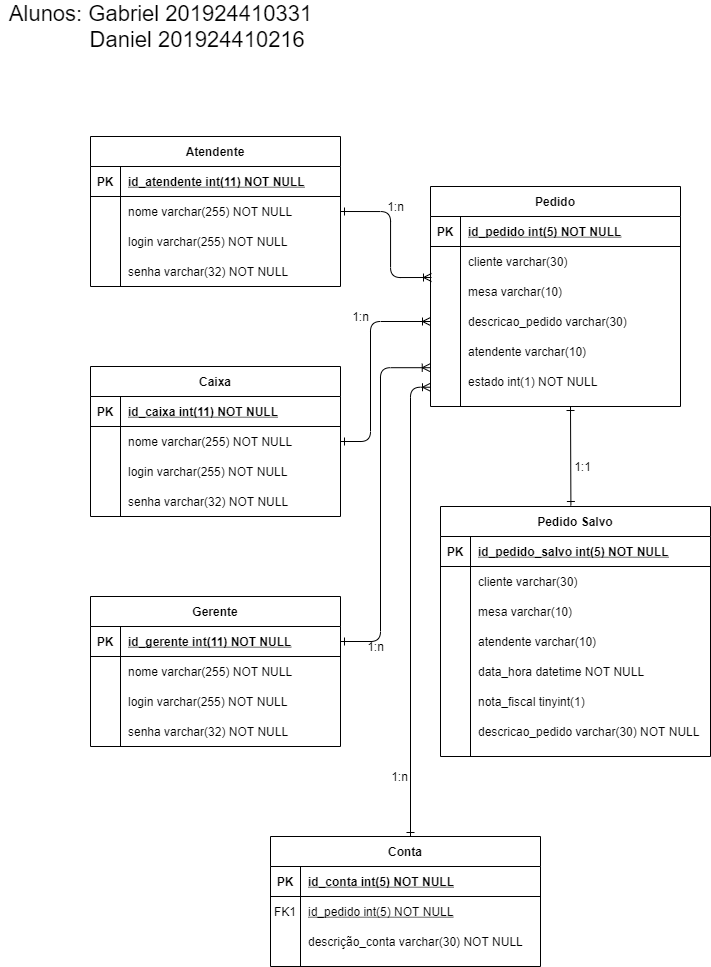 Alunos: Gabriel 201924410331
Daniel 201924410216
Atendente
PK id_atendente int(11) NOT NULL
nome varchar(255) NOT NULL
login varchar(255) NOT NULL
senha varchar(32) NOT NULL
1:n
Pedido
PK id_pedido int(5) NOT NULL
cliente varchar(30)
mesa varchar(10)
descricao_pedido varchar(30)
atendente varchar(10)
estado int(1) NOT NULL
1:n
Caixa
PK id_caixa int(11) NOT NULL
nome varchar(255) NOT NULL
login varchar(255) NOT NULL
senha varchar(32) NOT NULL
1:1
Pedido Salvo
PK id_pedido_salvo int(5) NOT NULL
cliente varchar(30)
mesa varchar(10)
atendente varchar(10)
data_hora datetime NOT NULL
nota_fiscal tinyint(1)
descricao_pedido varchar(30) NOT NULL
Gerente
PK id_gerente int(11) NOT NULL
nome varchar(255) NOT NULL
login varchar(255) NOT NULL
senha varchar(32) NOT NULL
1:n
1:n
Conta
PK id_conta int(5) NOT NULL
FK1 id_pedido int(5) NOT NULL
descrição_conta varchar(30) NOT NULL